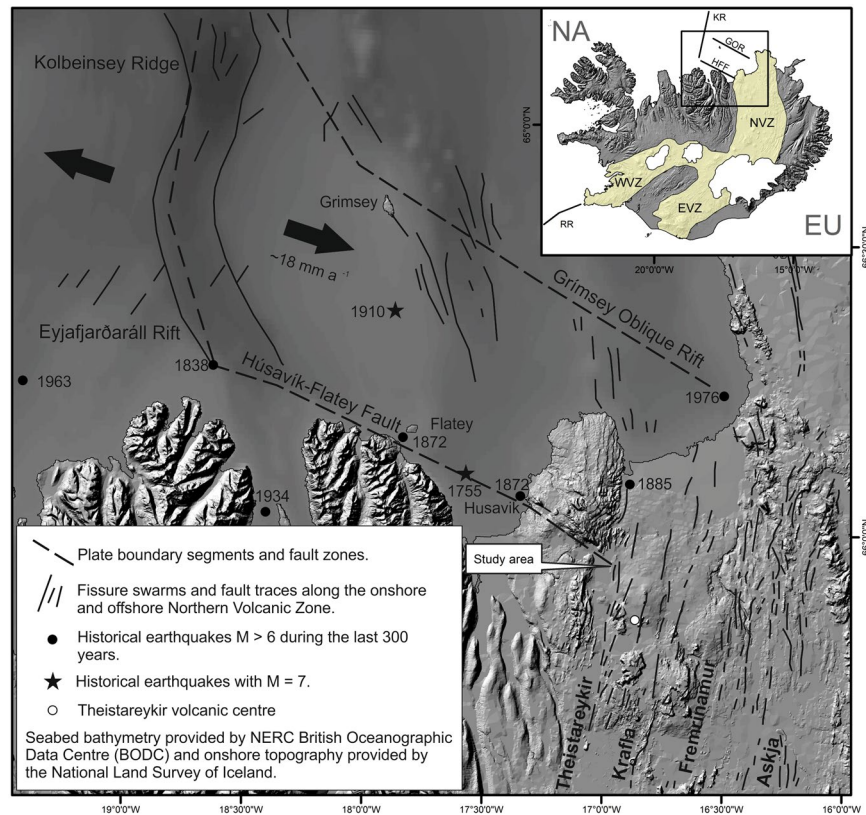 NA
KR
GOR
HFF
NVZ
WVZ
EVZ
RR
EU
65°0'0"N
20°0'0"W
15°0'0"W
Kolbeinsey Ridge
Grimsey
~18 mm a -1
Grímsey Oblique Rift
66°30'0"N
1910
Eyjafjarðaráll Rift
1838
Húsavík-Flatey Fault
1963
1976
Flatey
1872
1755
1872
Husavik
1885
1934
66°0'0"N
Study area
Plate boundary segments and fault zones.
Fissure swarms and fault traces along the onshore
and offshore Northern Volcanic Zone.
Historical earthquakes M > 6 during the last 300
years.
Historical earthquakes with M = 7.
Theistareykir volcanic centre
Seabed bathymetry provided by NERC British Oceanographic
Data Centre (BODC) and onshore topography provided by
the National Land Survey of Iceland.
Theistareykir
Krafla
Fremrinamur
Askja
19°0'0"W
18°30'0"W
18°0'0"W
17°30'0"W
17°0'0"W
16°30'0"W
16°0'0"W